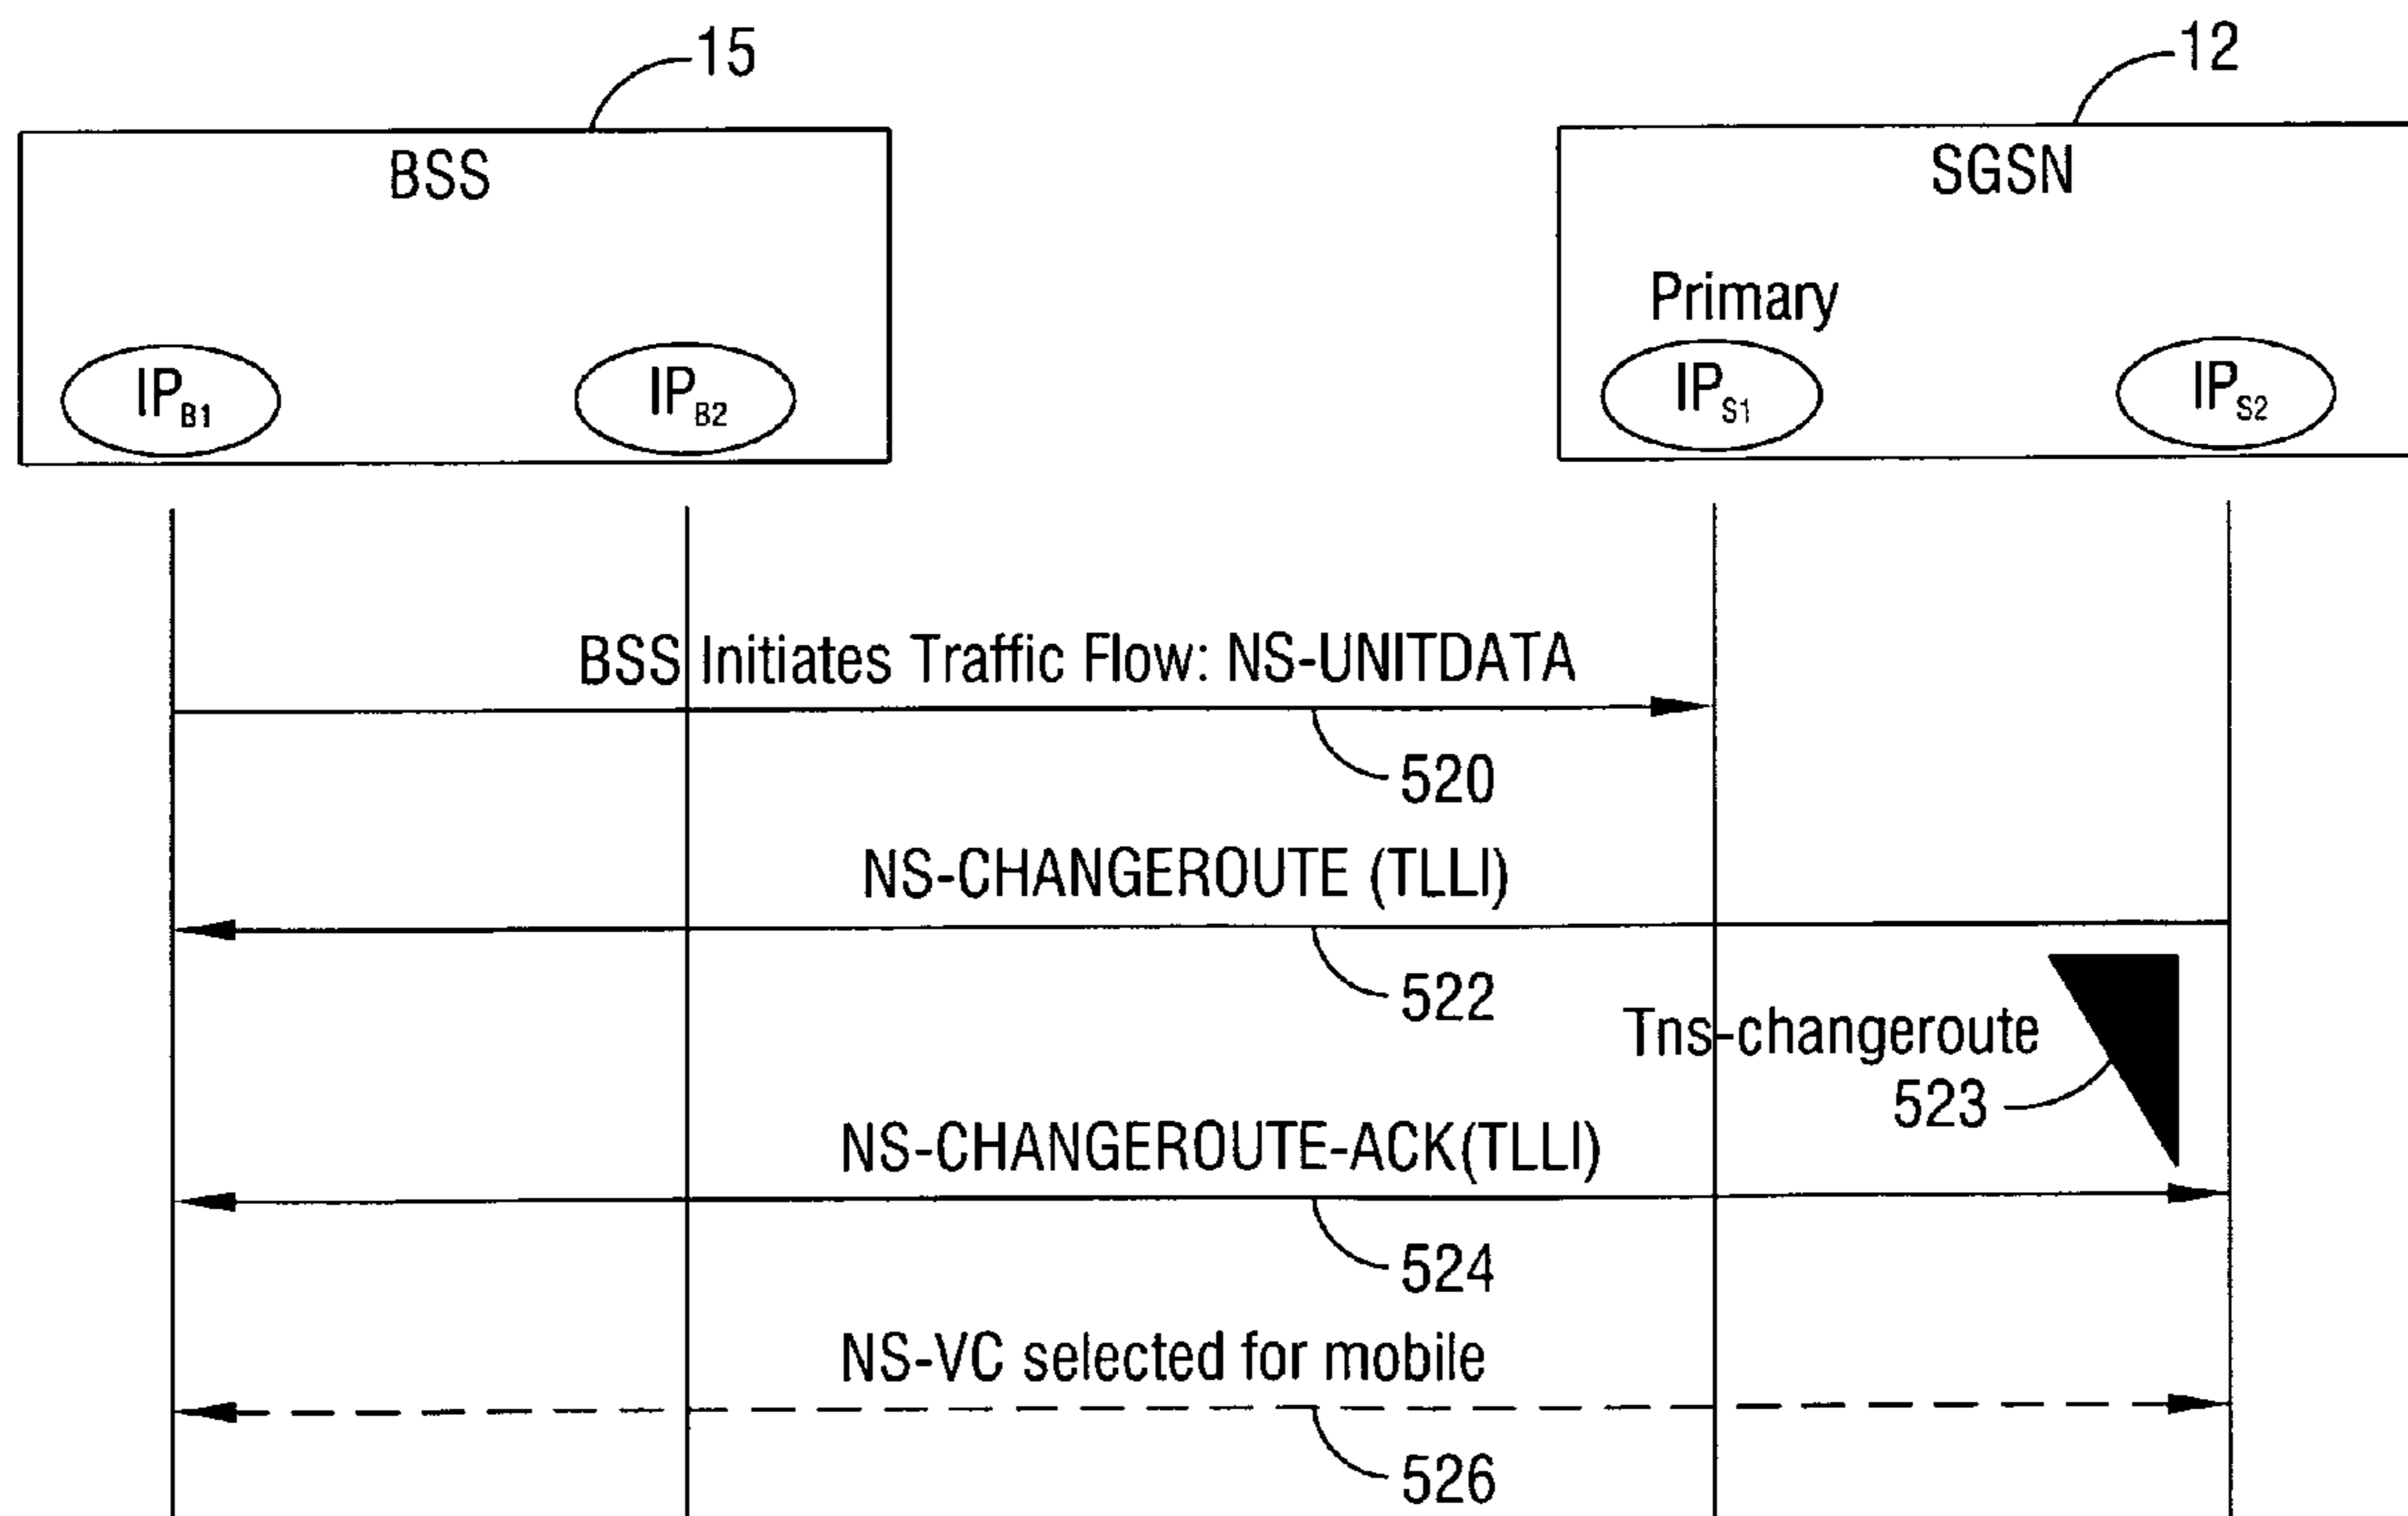 15
12
BSS
SGSN
Primary
IPB1
IPB2
IPS1
IPS2
BSS Initiates Traffic Flow: NS-UNITDATA
520
NS-CHANGEROUTE (TLLI)
522
Tns-changeroute
523
NS-CHANGEROUTE-ACK(TLLI)
524
NS-VC selected for mobile
526